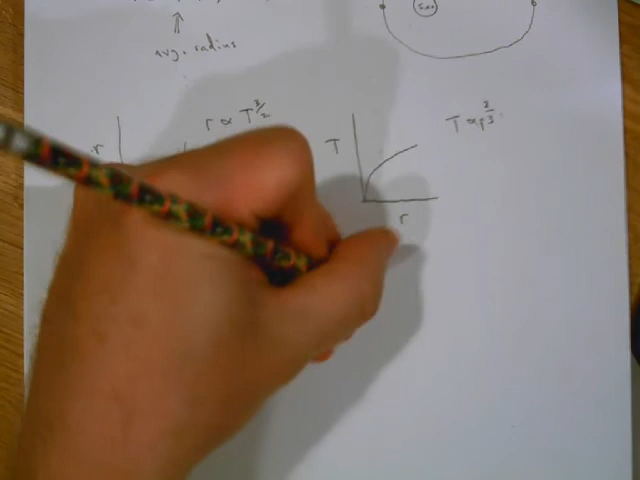 Sun
avg. radius
r ∝ T^3/2
r
T
r
T ∝ r^2/3